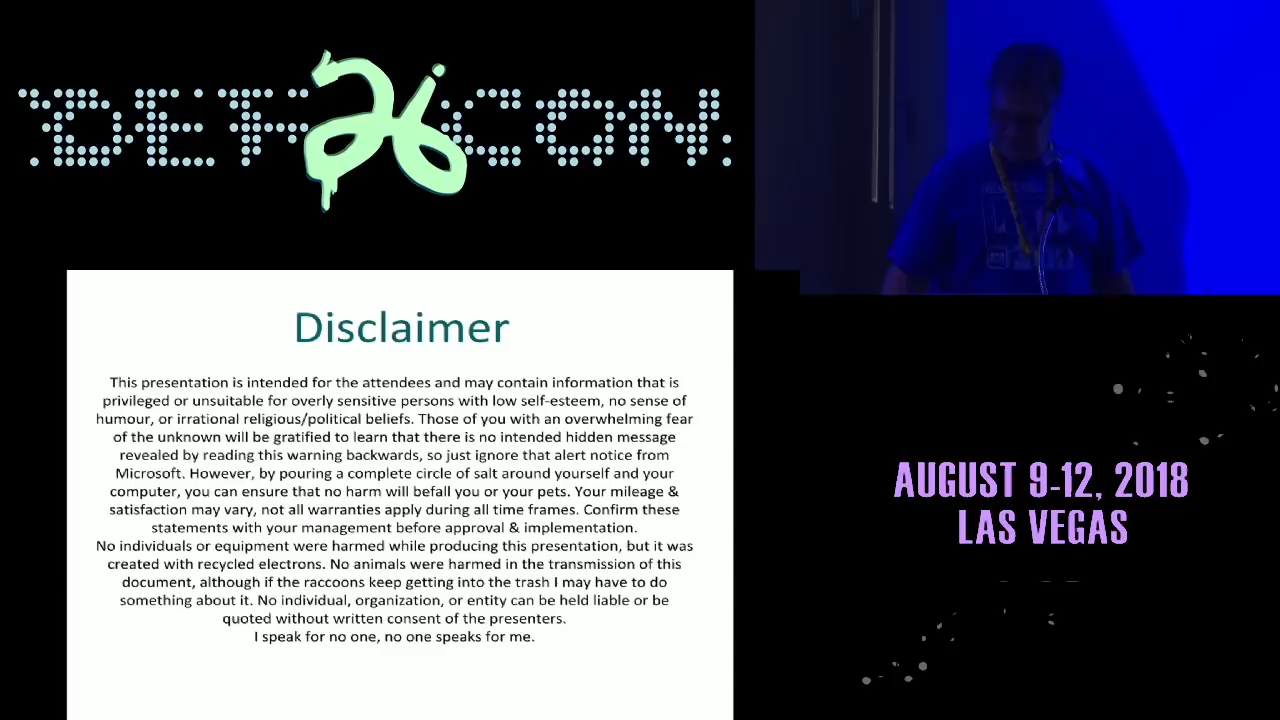 DEF 26 CON
Disclaimer
This presentation is intended for the attendees and may contain information that is
privileged or unsuitable for overly sensitive persons with low self-esteem, no sense of
humour, or irrational religious/political beliefs. Those of you with an overwhelming fear
of the unknown will be gratified to learn that there is no intended hidden message
revealed by reading this warning backwards, so just ignore that alert notice from
Microsoft. However, by pouring a complete circle of salt around yourself and your
computer, you can ensure that no harm will befall you or your pets. Your mileage &
satisfaction may vary, not all warranties apply during all time frames. Confirm these
statements with your management before approval & implementation.
No individuals or equipment were harmed while producing this presentation, but it was
created with recycled electrons. No animals were harmed in the transmission of this
document, although if the raccoons keep getting into the trash I may have to do
something about it. No individual, organization, or entity can be held liable or be
quoted without written consent of the presenters.
I speak for no one, no one speaks for me.
AUGUST 9-12, 2018
LAS VEGAS